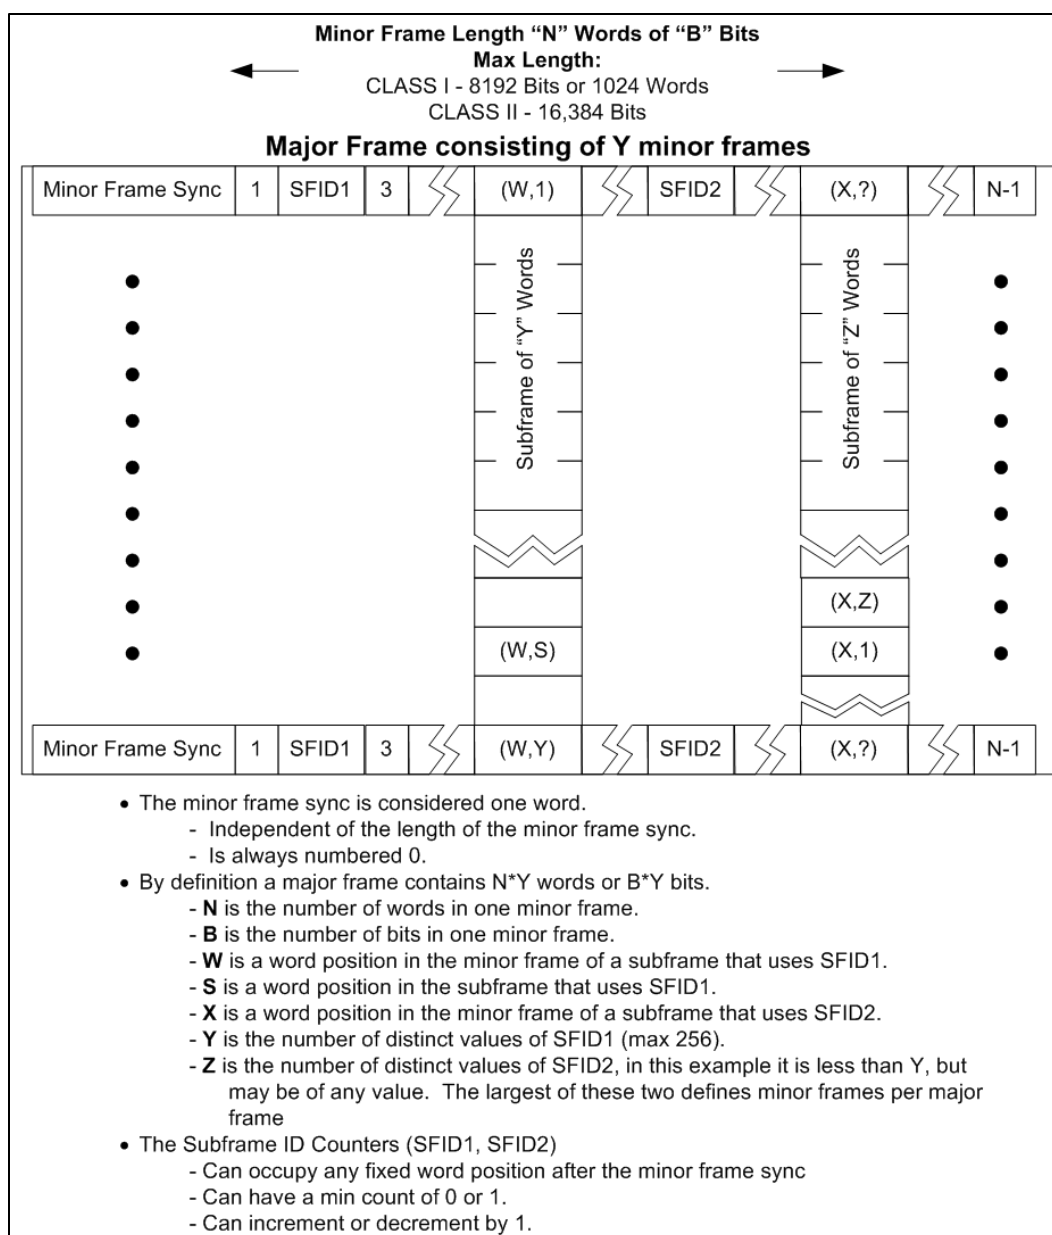 Minor Frame Length “N” Words of “B” Bits
Max Length:
CLASS I - 8192 Bits or 1024 Words
CLASS II - 16,384 Bits
Major Frame consisting of Y minor frames
Minor Frame Sync 1 SFID1 3 (W,1) SFID2 (X,?) N-1
Subframe of “Y” Words
Subframe of “Z” Words
(X,Z)
(W,S) (X,1)
Minor Frame Sync 1 SFID1 3 (W,Y) SFID2 (X,?) N-1
• The minor frame sync is considered one word.
- Independent of the length of the minor frame sync.
- Is always numbered 0.
• By definition a major frame contains N*Y words or B*Y bits.
- N is the number of words in one minor frame.
- B is the number of bits in one minor frame.
- W is a word position in the minor frame of a subframe that uses SFID1.
- S is a word position in the subframe that uses SFID1.
- X is a word position in the minor frame of a subframe that uses SFID2.
- Y is the number of distinct values of SFID1 (max 256).
- Z is the number of distinct values of SFID2, in this example it is less than Y, but
may be of any value. The largest of these two defines minor frames per major
frame
• The Subframe ID Counters (SFID1, SFID2)
- Can occupy any fixed word position after the minor frame sync
- Can have a min count of 0 or 1.
- Can increment or decrement by 1.